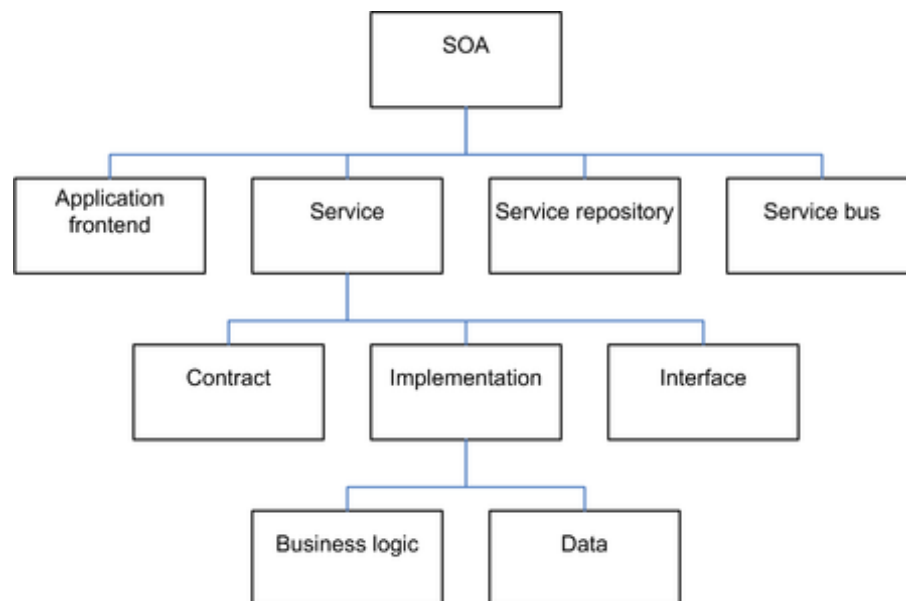 SOA
Application
frontend
Service
Service repository
Service bus
Contract
Implementation
Interface
Business logic
Data